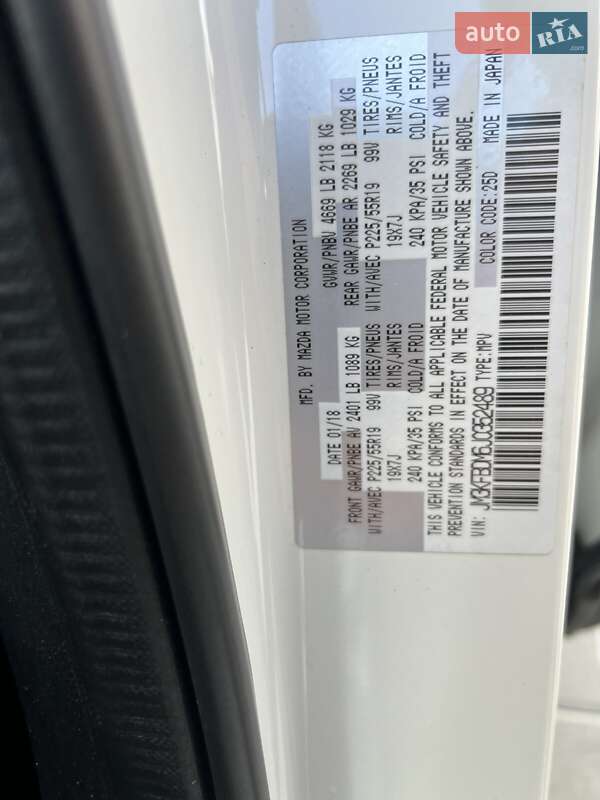 auto RIA.com
MFD. BY MAZDA MOTOR CORPORATION
DATE 01/18 GVWR/PNBV 4669 LB 2118 KG
FRONT GAWR/PNBE AV 2401 LB 1089 KG REAR GAWR/PNBE AR 2269 LB 1029 KG
WITH/AVEC P225/55R19 99V TIRES/PNEUS WITH/AVEC P225/55R19 99V TIRES/PNEUS
19X7J RIMS/JANTES 19X7J RIMS/JANTES
240 KPA/35 PSI COLD/A FROID 240 KPA/35 PSI COLD/A FROID
THIS VEHICLE CONFORMS TO ALL APPLICABLE FEDERAL MOTOR VEHICLE SAFETY AND THEFT
PREVENTION STANDARDS IN EFFECT ON THE DATE OF MANUFACTURE SHOWN ABOVE.
VIN: JM3KFBDM6J0352489 TYPE:MPV COLOR CODE:25D MADE IN JAPAN